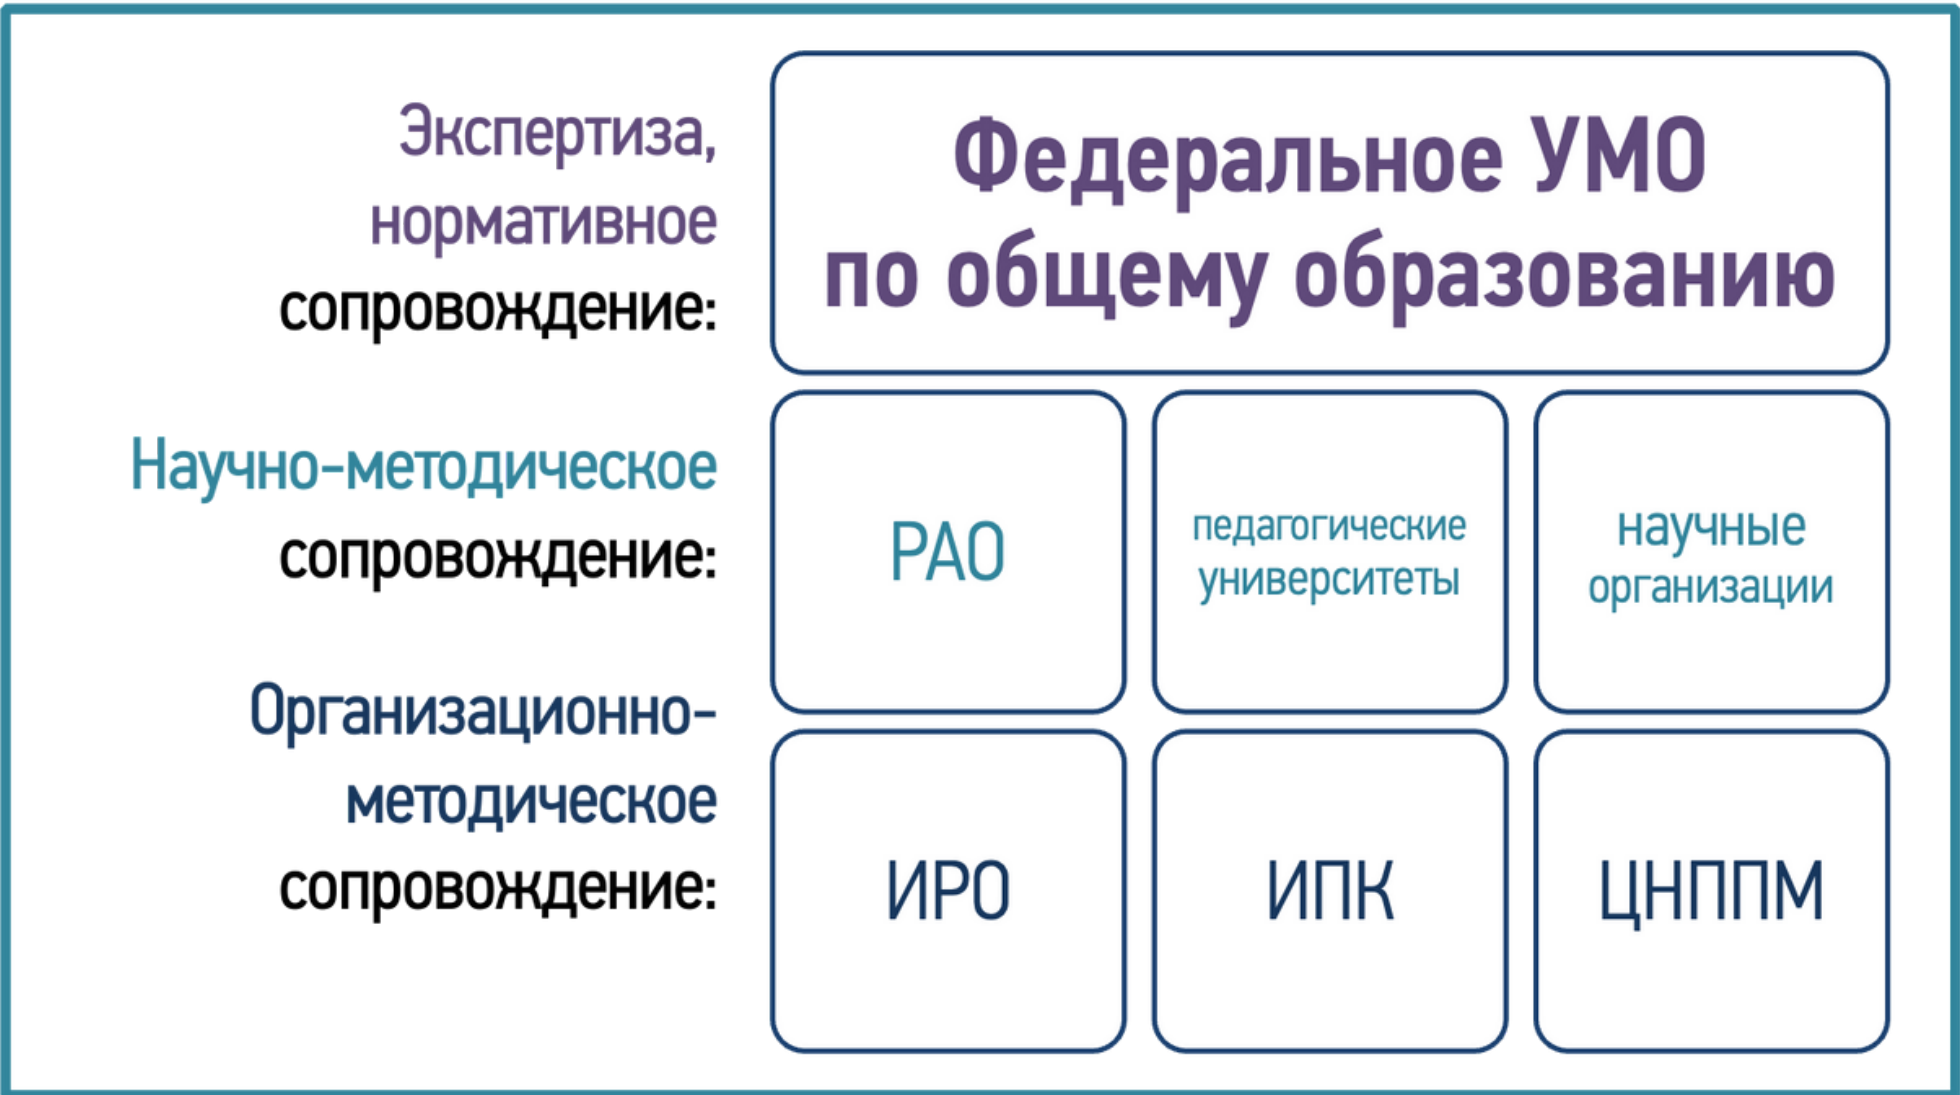 Экспертиза,
нормативное
сопровождение:
Федеральное УМО
по общему образованию
Научно-методическое
сопровождение:
РАО
педагогические
университеты
научные
организации
Организационно-
методическое
сопровождение:
ИРО
ИПК
ЦНППМ